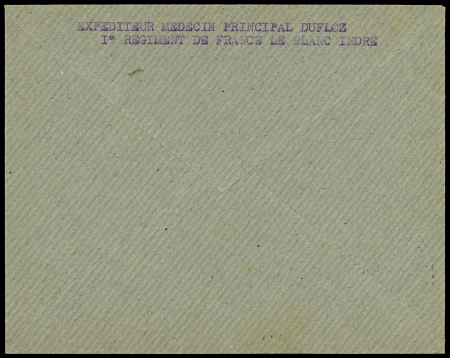 EXPEDITEUR MEDECIN PRINCIPAL DUFLOZ
I° REGIMENT DE FRANCE LE BLANC INDRE